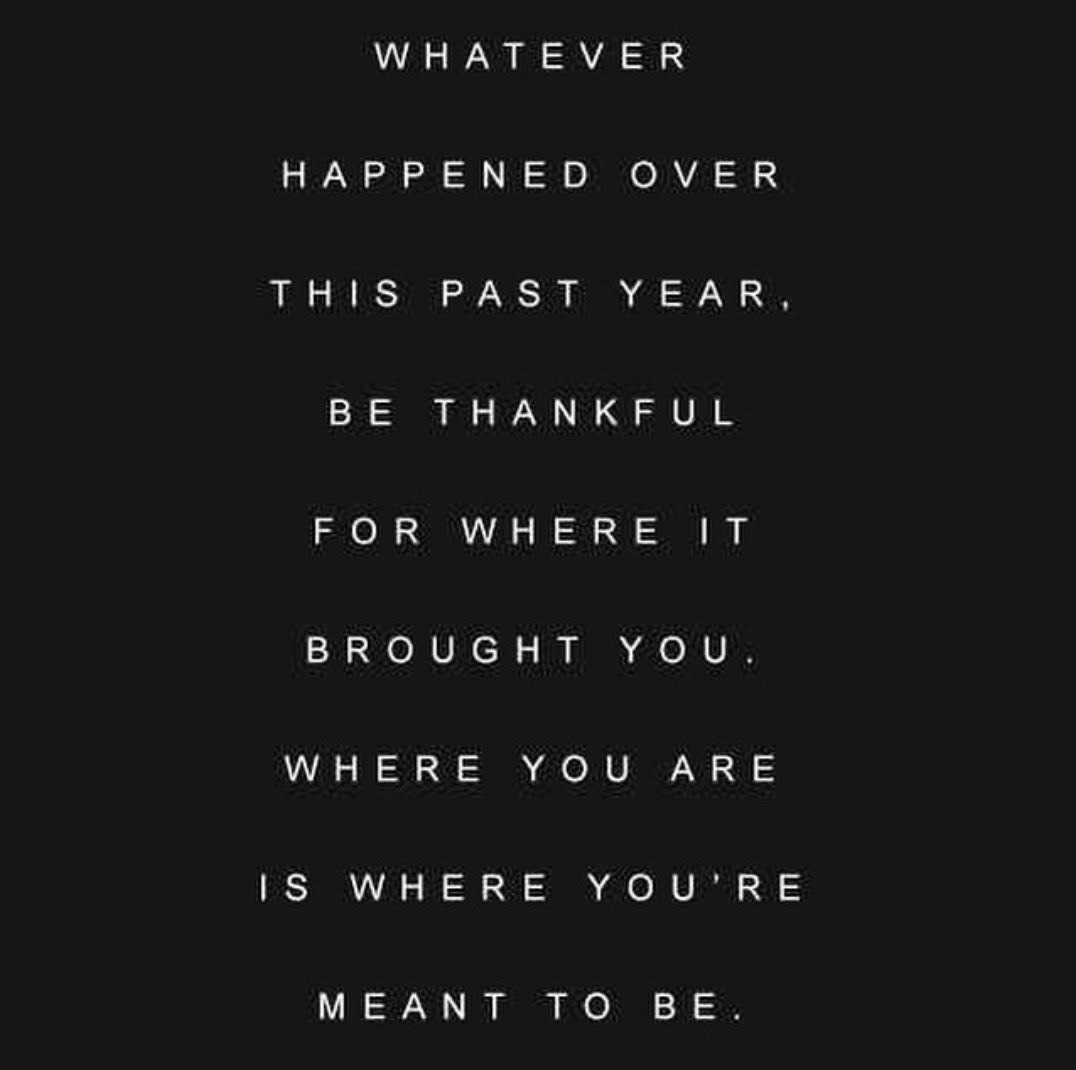 WHATEVER
HAPPENED OVER
THIS PAST YEAR,
BE THANKFUL
FOR WHERE IT
BROUGHT YOU.
WHERE YOU ARE
IS WHERE YOU'RE
MEANT TO BE.